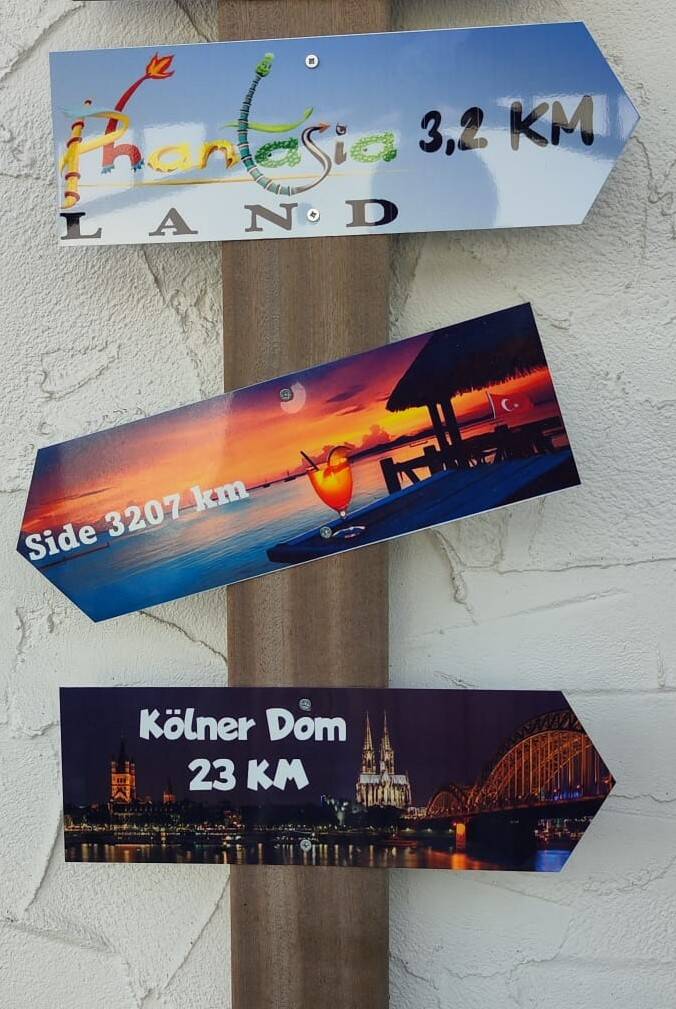 Phantasia 3,2 KM
LAND
Side 3207 km
Kölner Dom
23 KM